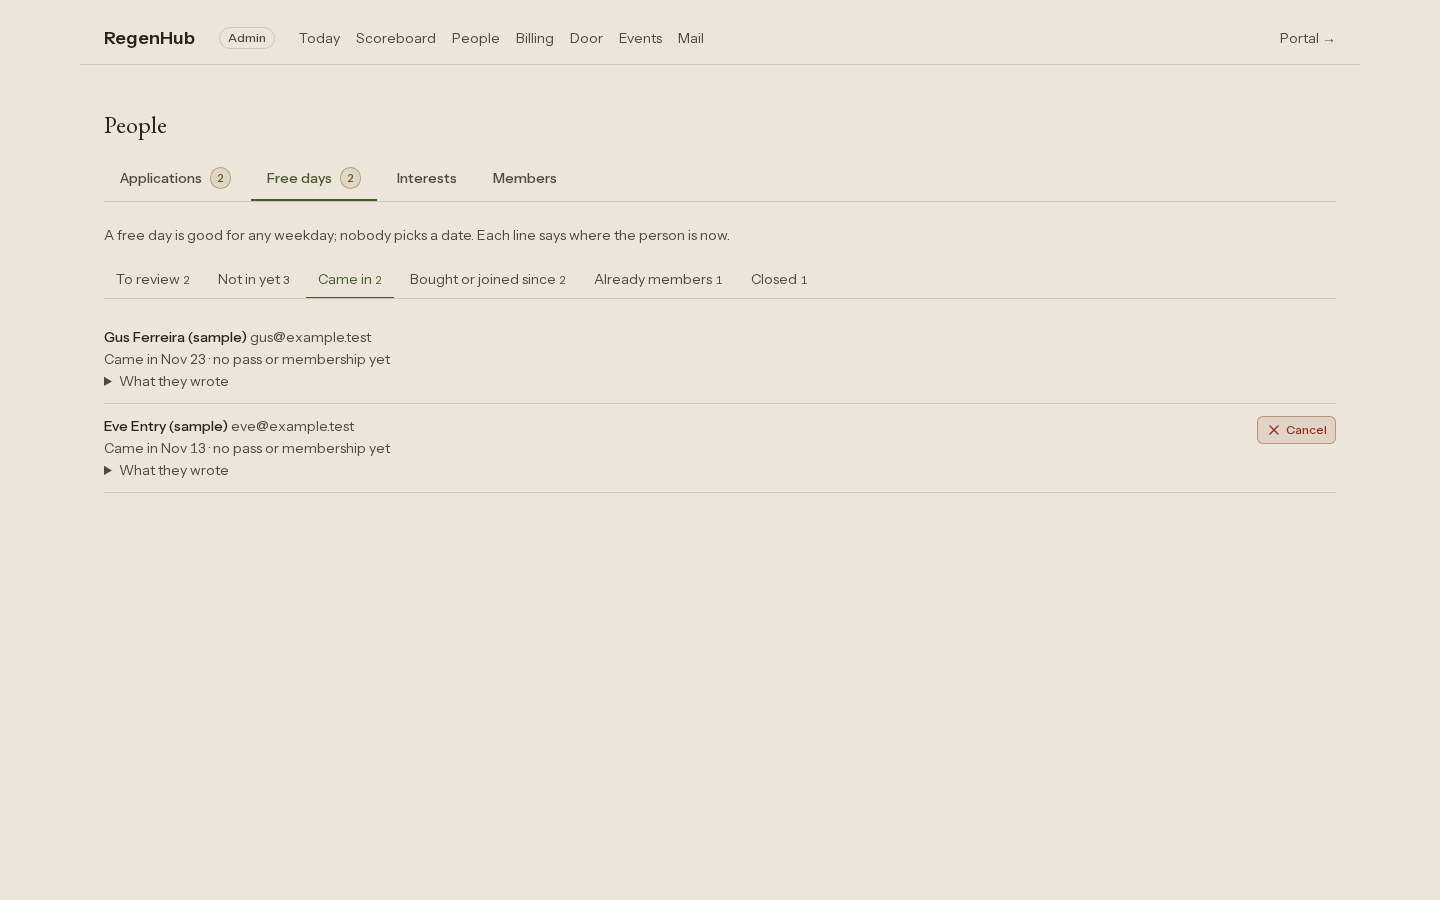 RegenHub Admin Today Scoreboard People Billing Door Events Mail Portal →
People
Applications 2 Free days 2 Interests Members
A free day is good for any weekday; nobody picks a date. Each line says where the person is now.
To review 2 Not in yet 3 Came in 2 Bought or joined since 2 Already members 1 Closed 1
Gus Ferreira (sample) gus@example.test
Came in Nov 23 · no pass or membership yet
▶ What they wrote
Eve Entry (sample) eve@example.test × Cancel
Came in Nov 13 · no pass or membership yet
▶ What they wrote